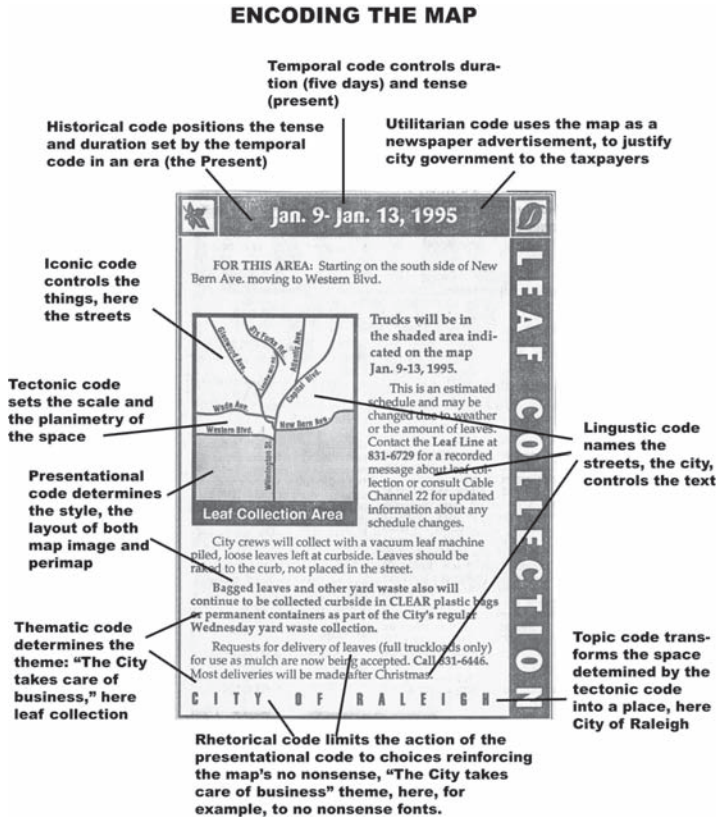 ENCODING THE MAP
Temporal code controls dura-
tion (five days) and tense
(present)
Historical code positions the tense
and duration set by the temporal
code in an era (the Present)
Utilitarian code uses the map as a
newspaper advertisement, to justify
city government to the taxpayers
Jan. 9- Jan. 13, 1995
LEAF COLLECTION
FOR THIS AREA: Starting on the south side of New
Bern Ave. moving to Western Blvd.
Iconic code
controls the
things, here
the streets
Glenwood Ave.
Six Forks Rd.
Atlantic Ave.
Capital Blvd.
Wade Ave.
Western Blvd.
New Bern Ave.
Wilmington St.
Leaf Collection Area
Trucks will be in
the shaded area indi-
cated on the map
Jan. 9-13, 1995.
This is an estimated
schedule and may be
changed due to weather
or the amount of leaves.
Contact the Leaf Line at
831-6729 for a recorded
message about leaf col-
lection or consult Cable
Channel 22 for updated
information about any
schedule changes.
Tectonic code
sets the scale and
the planimetry of
the space
Lingustic code
names the
streets, the city,
controls the text
Presentational
code determines
the style, the
layout of both
map image and
perimap
City crews will collect with a vacuum leaf machine
piled, loose leaves left at curbside. Leaves should be
raked to the curb, not placed in the street.
Bagged leaves and other yard waste also will
continue to be collected curbside in CLEAR plastic bags
or permanent containers as part of the City's regular
Wednesday yard waste collection.
Requests for delivery of leaves (full truckloads only)
for use as mulch are now being accepted. Call 831-6446.
Most deliveries will be made after Christmas.
CITY OF RALEIGH
Thematic code
determines the
theme: "The City
takes care of
business," here
leaf collection
Topic code trans-
forms the space
detemined by the
tectonic code
into a place, here
City of Raleigh
Rhetorical code limits the action of the
presentational code to choices reinforcing
the map's no nonsense, "The City takes
care of business" theme, here, for
example, to no nonsense fonts.